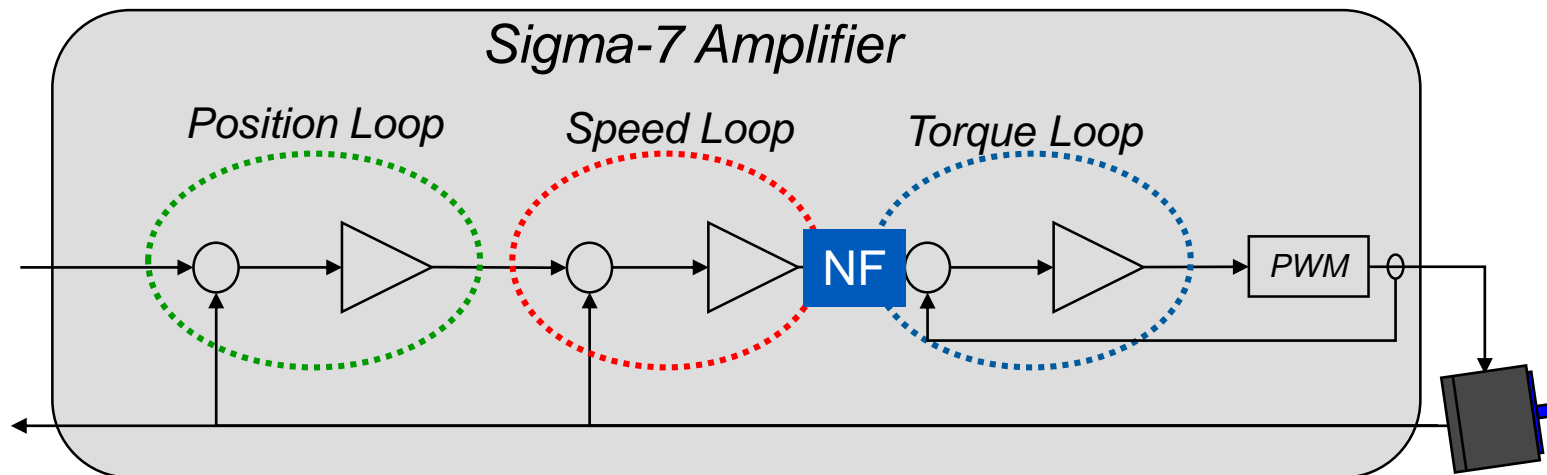 Sigma-7 Amplifier
Position Loop
Speed Loop
Torque Loop
NF
PWM